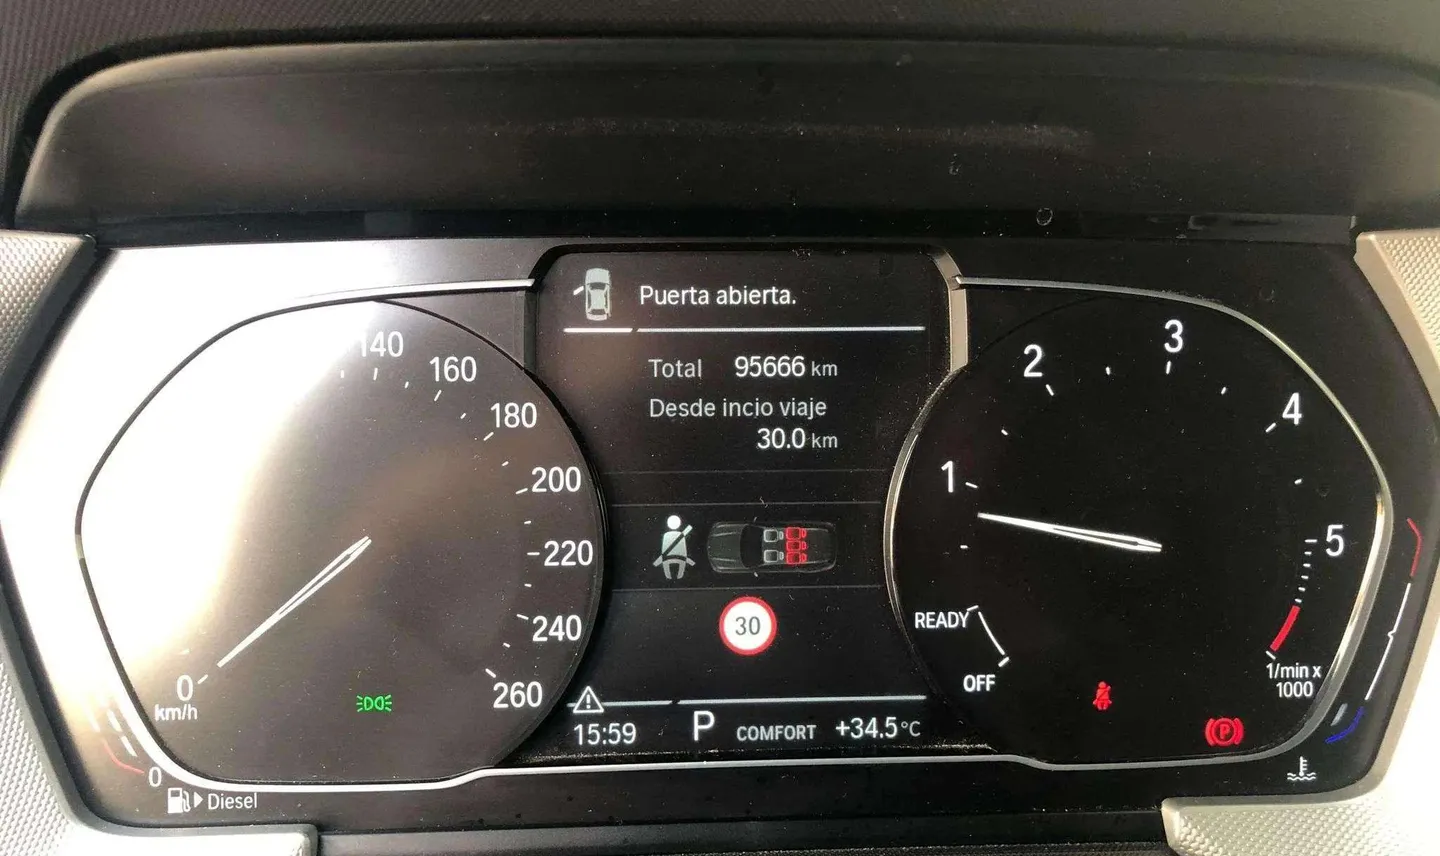 Puerta abierta.
Total 95666 km
Desde incio viaje
30.0 km
140
160
180
200
220
240
260
0
km/h
30
1
2
3
4
5
READY
OFF
1/min x
1000
P
15:59 P COMFORT +34.5°C
0
Diesel